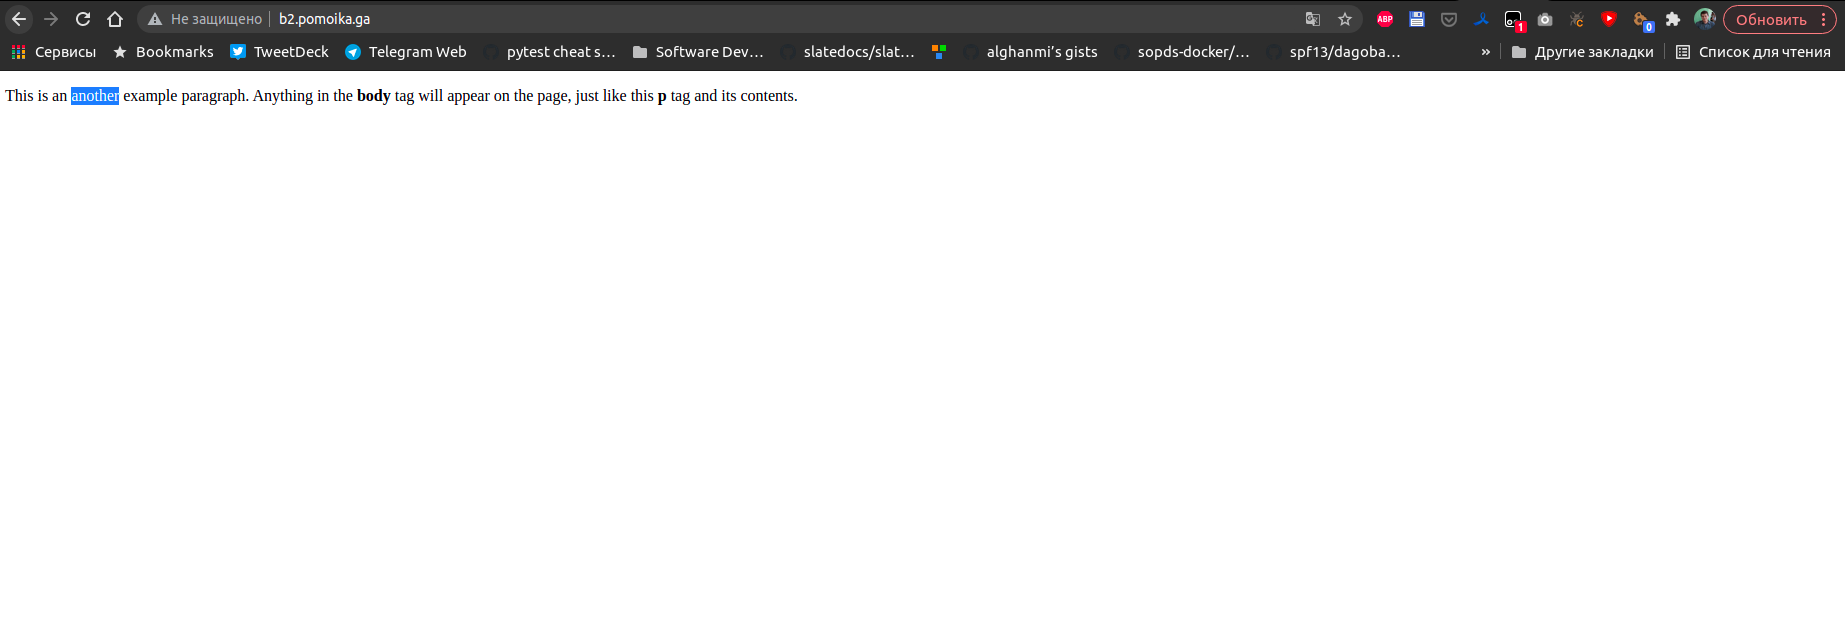 Не защищено b2.pomoika.ga ABP 1 0 Обновить
Сервисы Bookmarks TweetDeck Telegram Web pytest cheat s... Software Dev... slatedocs/slat... alghanmi's gists sopds-docker/... spf13/dagoba... » Другие закладки Список для чтения
This is an another example paragraph. Anything in the body tag will appear on the page, just like this p tag and its contents.